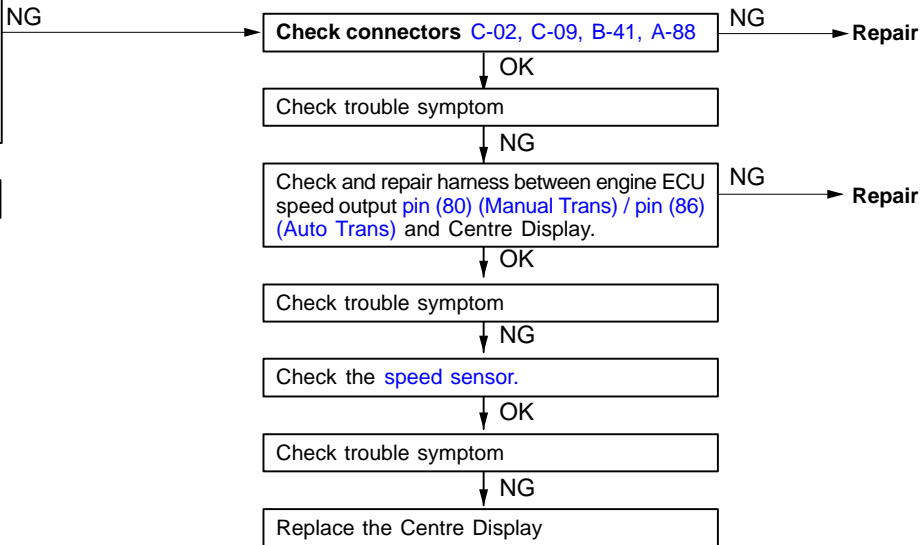 NG
Check connectors C-02, C-09, B-41, A-88
NG
Repair
OK
Check trouble symptom
NG
Check and repair harness between engine ECU
speed output pin (80) (Manual Trans) / pin (86)
(Auto Trans) and Centre Display.
NG
Repair
OK
Check trouble symptom
NG
Check the speed sensor.
OK
Check trouble symptom
NG
Replace the Centre Display